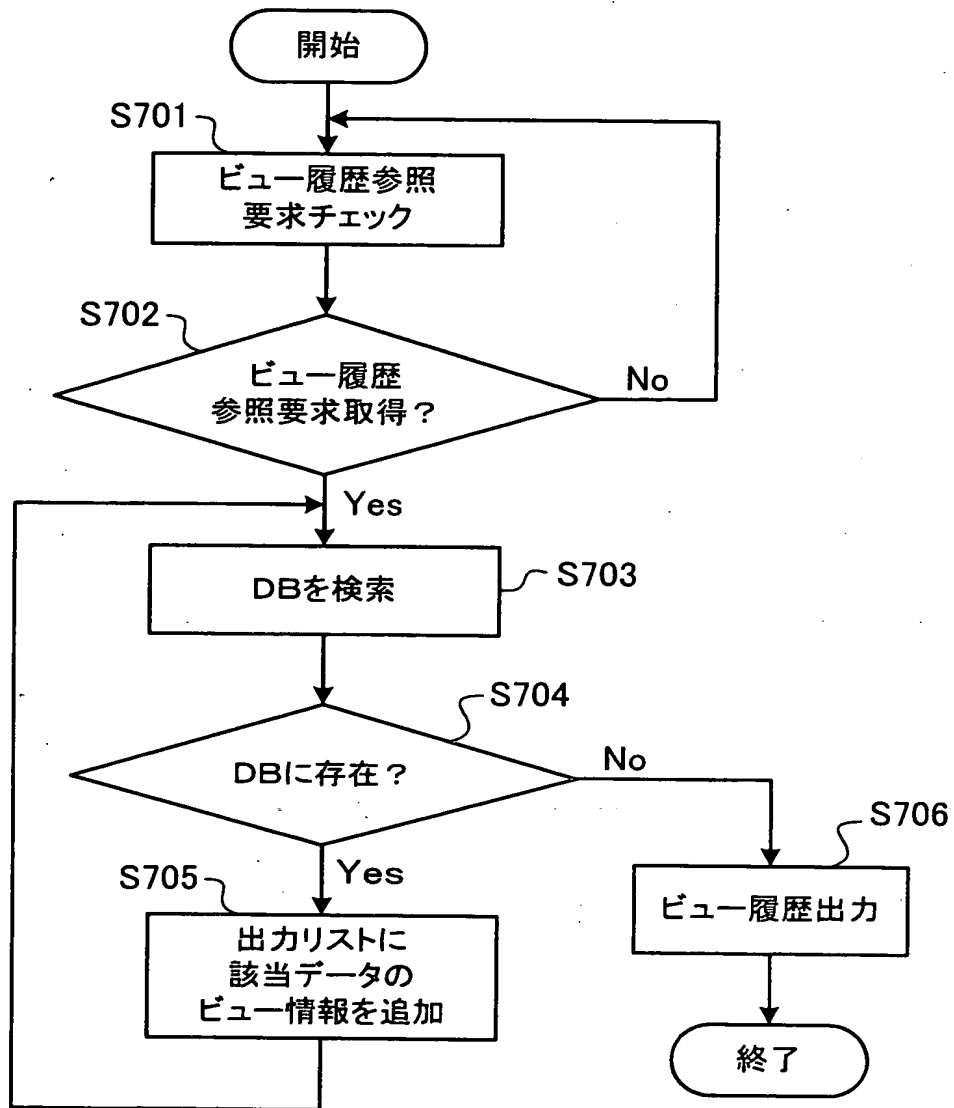 開始
S701
ビュー履歴参照
要求チェック
S702
ビュー履歴
参照要求取得？
No
Yes
DBを検索
S703
S704
DBに存在？
No
S706
Yes
S705
ビュー履歴出力
出力リストに
該当データの
ビュー情報を追加
終了